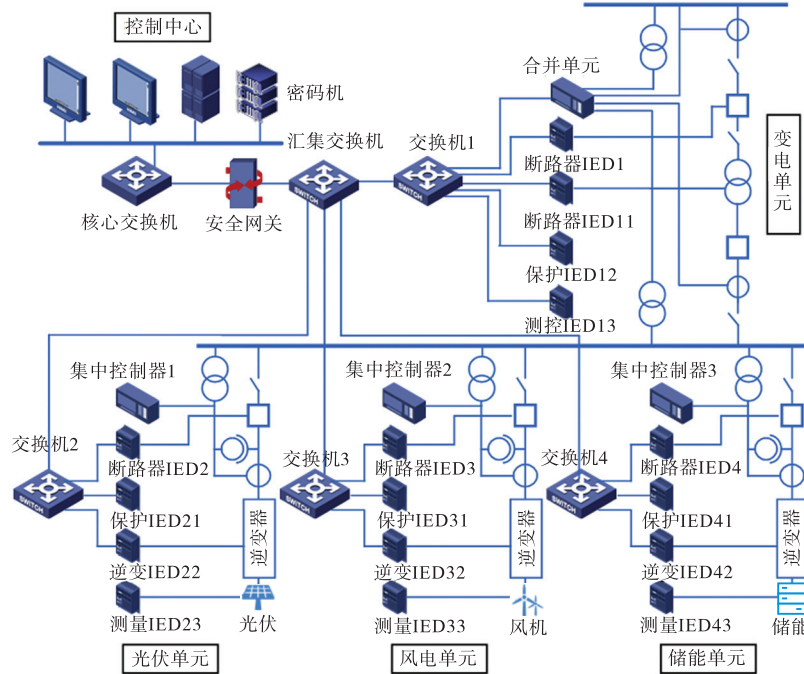 控制中心
密码机
核心交换机
安全网关
汇集交换机
SWITCH
交换机1
SWITCH
合并单元
断路器IED1
断路器IED11
保护IED12
测控IED13
变电单元
集中控制器1
交换机2
SWITCH
断路器IED2
保护IED21
逆变IED22
测量IED23
逆变器
光伏
光伏单元
集中控制器2
交换机3
SWITCH
断路器IED3
保护IED31
逆变IED32
测量IED33
逆变器
风机
风电单元
集中控制器3
交换机4
SWITCH
断路器IED4
保护IED41
逆变IED42
测量IED43
逆变器
储能
储能单元